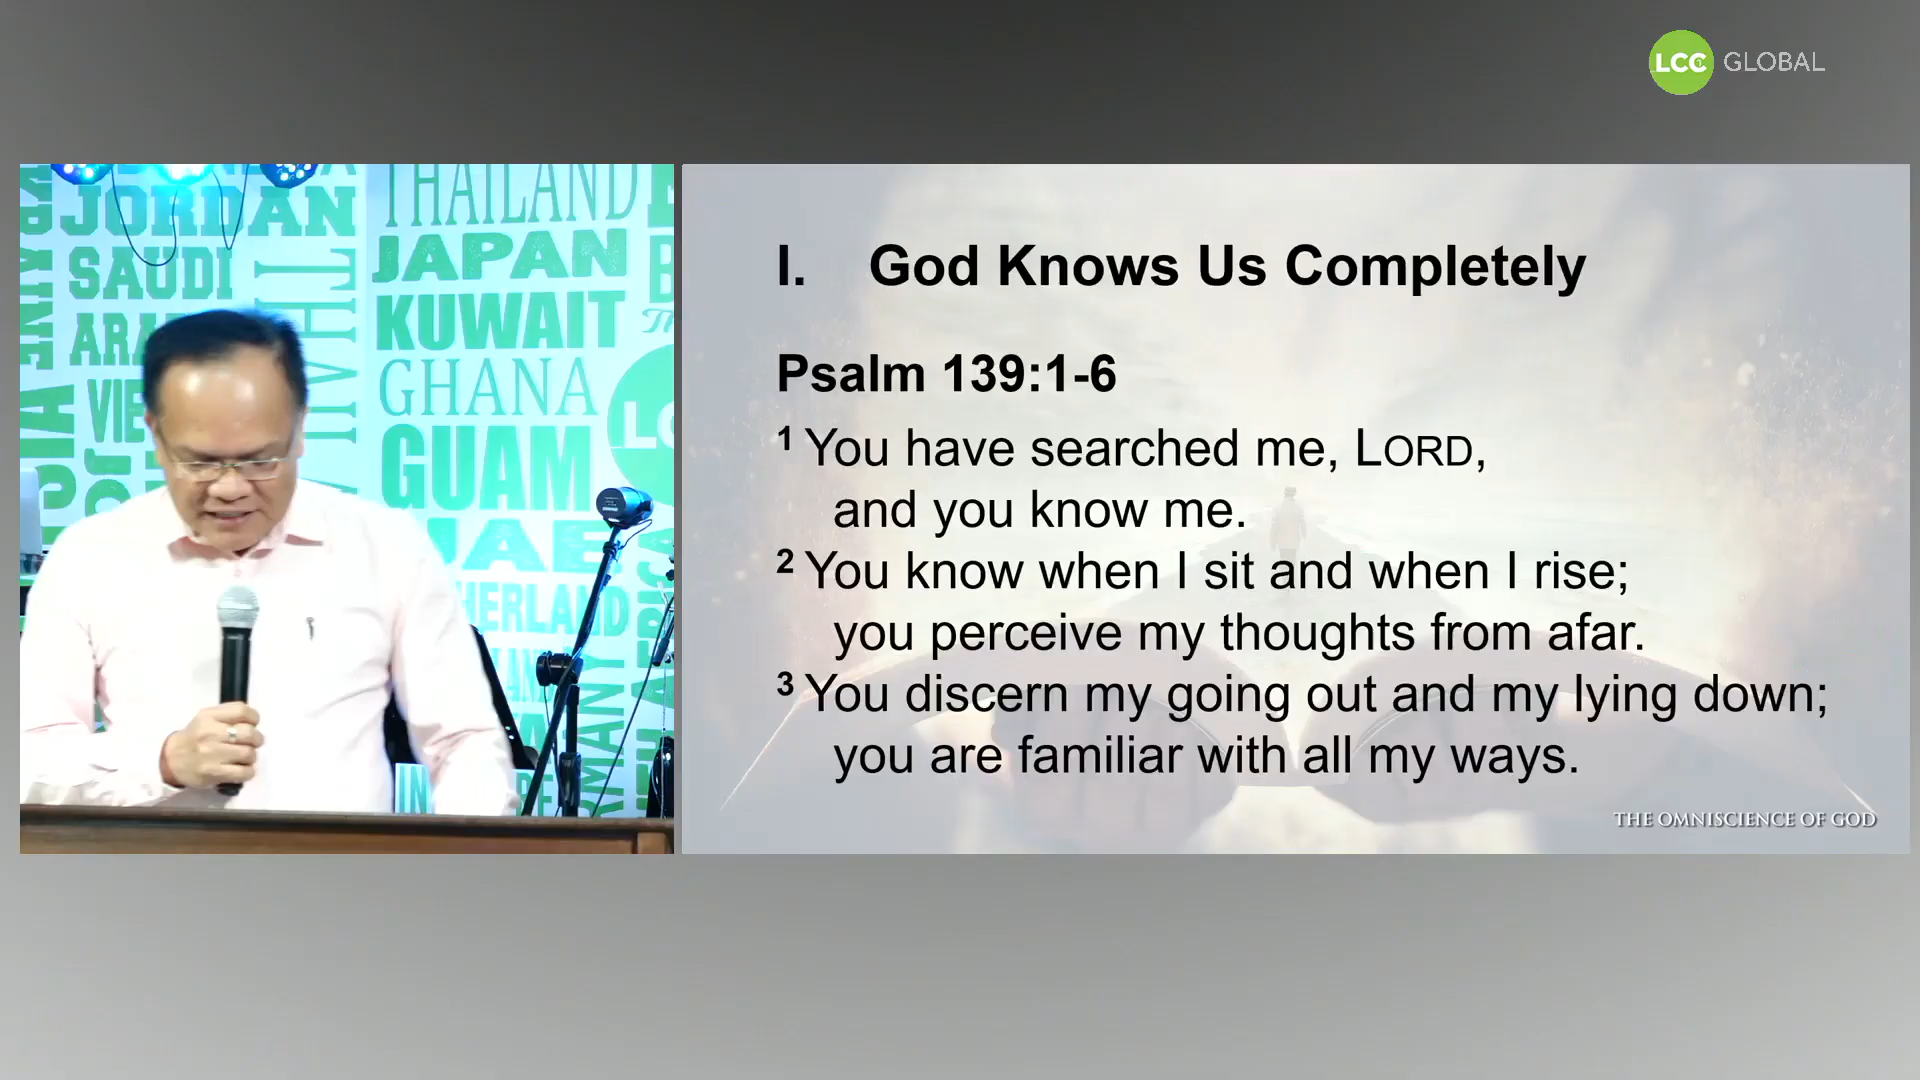 LCC GLOBAL
JORDAN
THAILAND
SAUDI
JAPAN
KUWAIT
GHANA
GUAM
UAE
I. God Knows Us Completely
Psalm 139:1-6
1 You have searched me, LORD,
and you know me.
2 You know when I sit and when I rise;
you perceive my thoughts from afar.
3 You discern my going out and my lying down;
you are familiar with all my ways.
THE OMNISCIENCE OF GOD